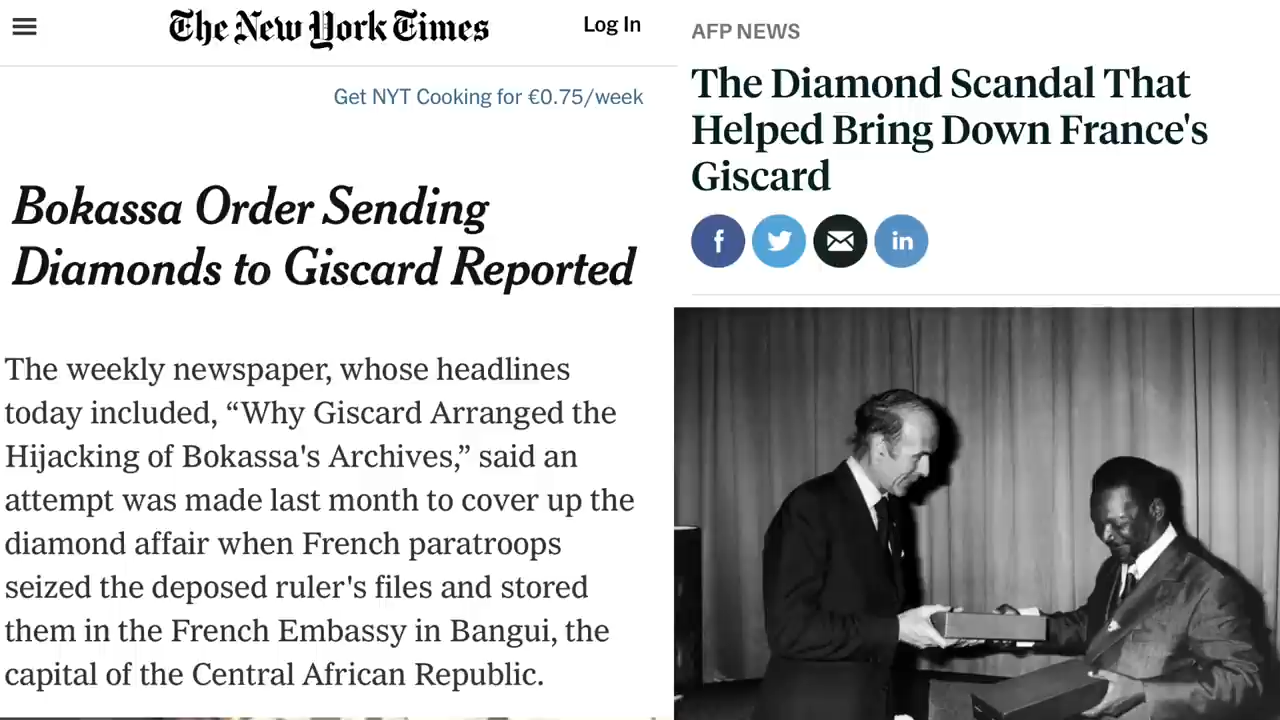 The New York Times
Log In
Get NYT Cooking for €0.75/week
Bokassa Order Sending
Diamonds to Giscard Reported
The weekly newspaper, whose headlines
today included, “Why Giscard Arranged the
Hijacking of Bokassa's Archives,” said an
attempt was made last month to cover up the
diamond affair when French paratroops
seized the deposed ruler's files and stored
them in the French Embassy in Bangui, the
capital of the Central African Republic.
AFP NEWS
The Diamond Scandal That
Helped Bring Down France's
Giscard
f
in